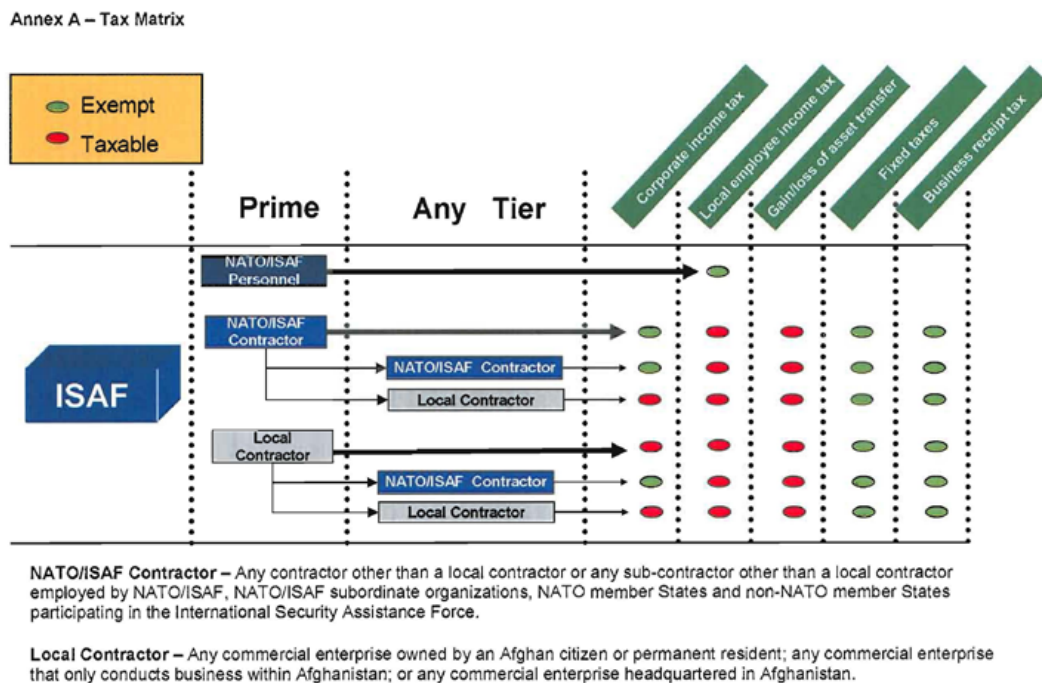 Annex A – Tax Matrix
Exempt
Taxable
Prime
Any Tier
Corporate income tax
Local employee income tax
Gain/loss of asset transfer
Fixed taxes
Business receipt tax
ISAF
NATO/ISAF
Personnel
NATO/ISAF
Contractor
NATO/ISAF Contractor
Local Contractor
Local
Contractor
NATO/ISAF Contractor
Local Contractor
NATO/ISAF Contractor – Any contractor other than a local contractor or any sub-contractor other than a local contractor
employed by NATO/ISAF, NATO/ISAF subordinate organizations, NATO member States and non-NATO member States
participating in the International Security Assistance Force.
Local Contractor – Any commercial enterprise owned by an Afghan citizen or permanent resident; any commercial enterprise
that only conducts business within Afghanistan; or any commercial enterprise headquartered in Afghanistan.